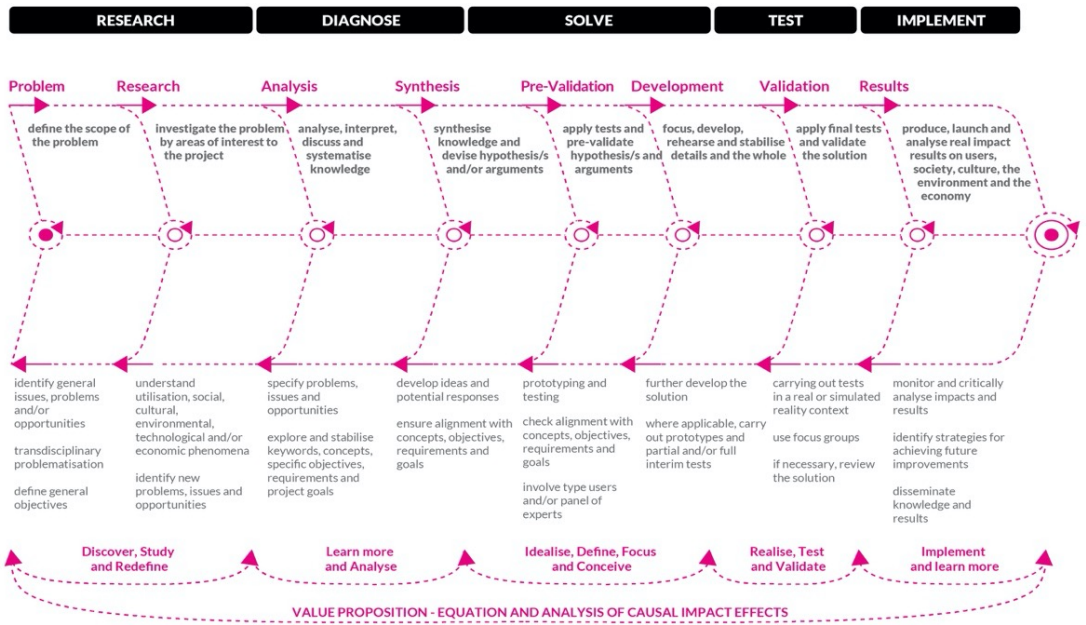 RESEARCH
DIAGNOSE
SOLVE
TEST
IMPLEMENT
Problem
Research
Analysis
Synthesis
Pre-Validation
Development
Validation
Results
define the scope of
the problem
investigate the problem
by areas of interest to
the project
analyse, interpret,
discuss and
systematise
knowledge
synthesise
knowledge and
devise hypothesis/s
and/or arguments
apply tests and
pre-validate
hypothesis/s and
arguments
focus, develop,
rehearse and stabilise
details and the whole
apply final tests
and validate
the solution
produce, launch and
analyse real impact
results on users,
society, culture, the
environment and the
economy
identify general
issues, problems
and/or
opportunities
transdisciplinary
problematisation
define general
objectives
understand
utilisation, social,
cultural,
environmental,
technological and/or
economic phenomena
identify new
problems, issues and
opportunities
specify problems,
issues and
opportunities
explore and stabilise
keywords, concepts,
specific objectives,
requirements and
project goals
develop ideas and
potential responses
ensure alignment with
concepts, objectives,
requirements and
goals
prototyping and
testing
check alignment with
concepts, objectives,
requirements and
goals
involve type users
and/or panel of
experts
further develop the
solution
where applicable, carry
out prototypes and
partial and/or full
interim tests
carrying out tests
in a real or simulated
reality context
use focus groups
if necessary, review
the solution
monitor and critically
analyse impacts and
results
identify strategies for
achieving future
improvements
disseminate
knowledge and
results
Discover, Study
and Redefine
Learn more
and Analyse
Idealise, Define, Focus
and Conceive
Realise, Test
and Validate
Implement
and learn more
VALUE PROPOSITION - EQUATION AND ANALYSIS OF CAUSAL IMPACT EFFECTS